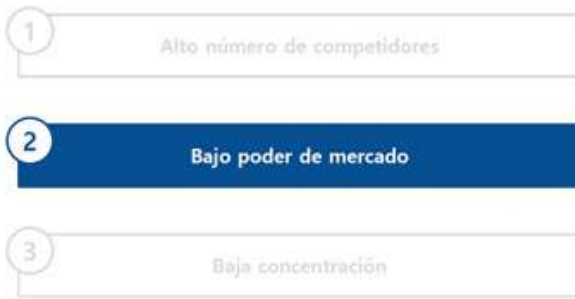 1
Alto número de competidores
2
Bajo poder de mercado
3
Baja concentración